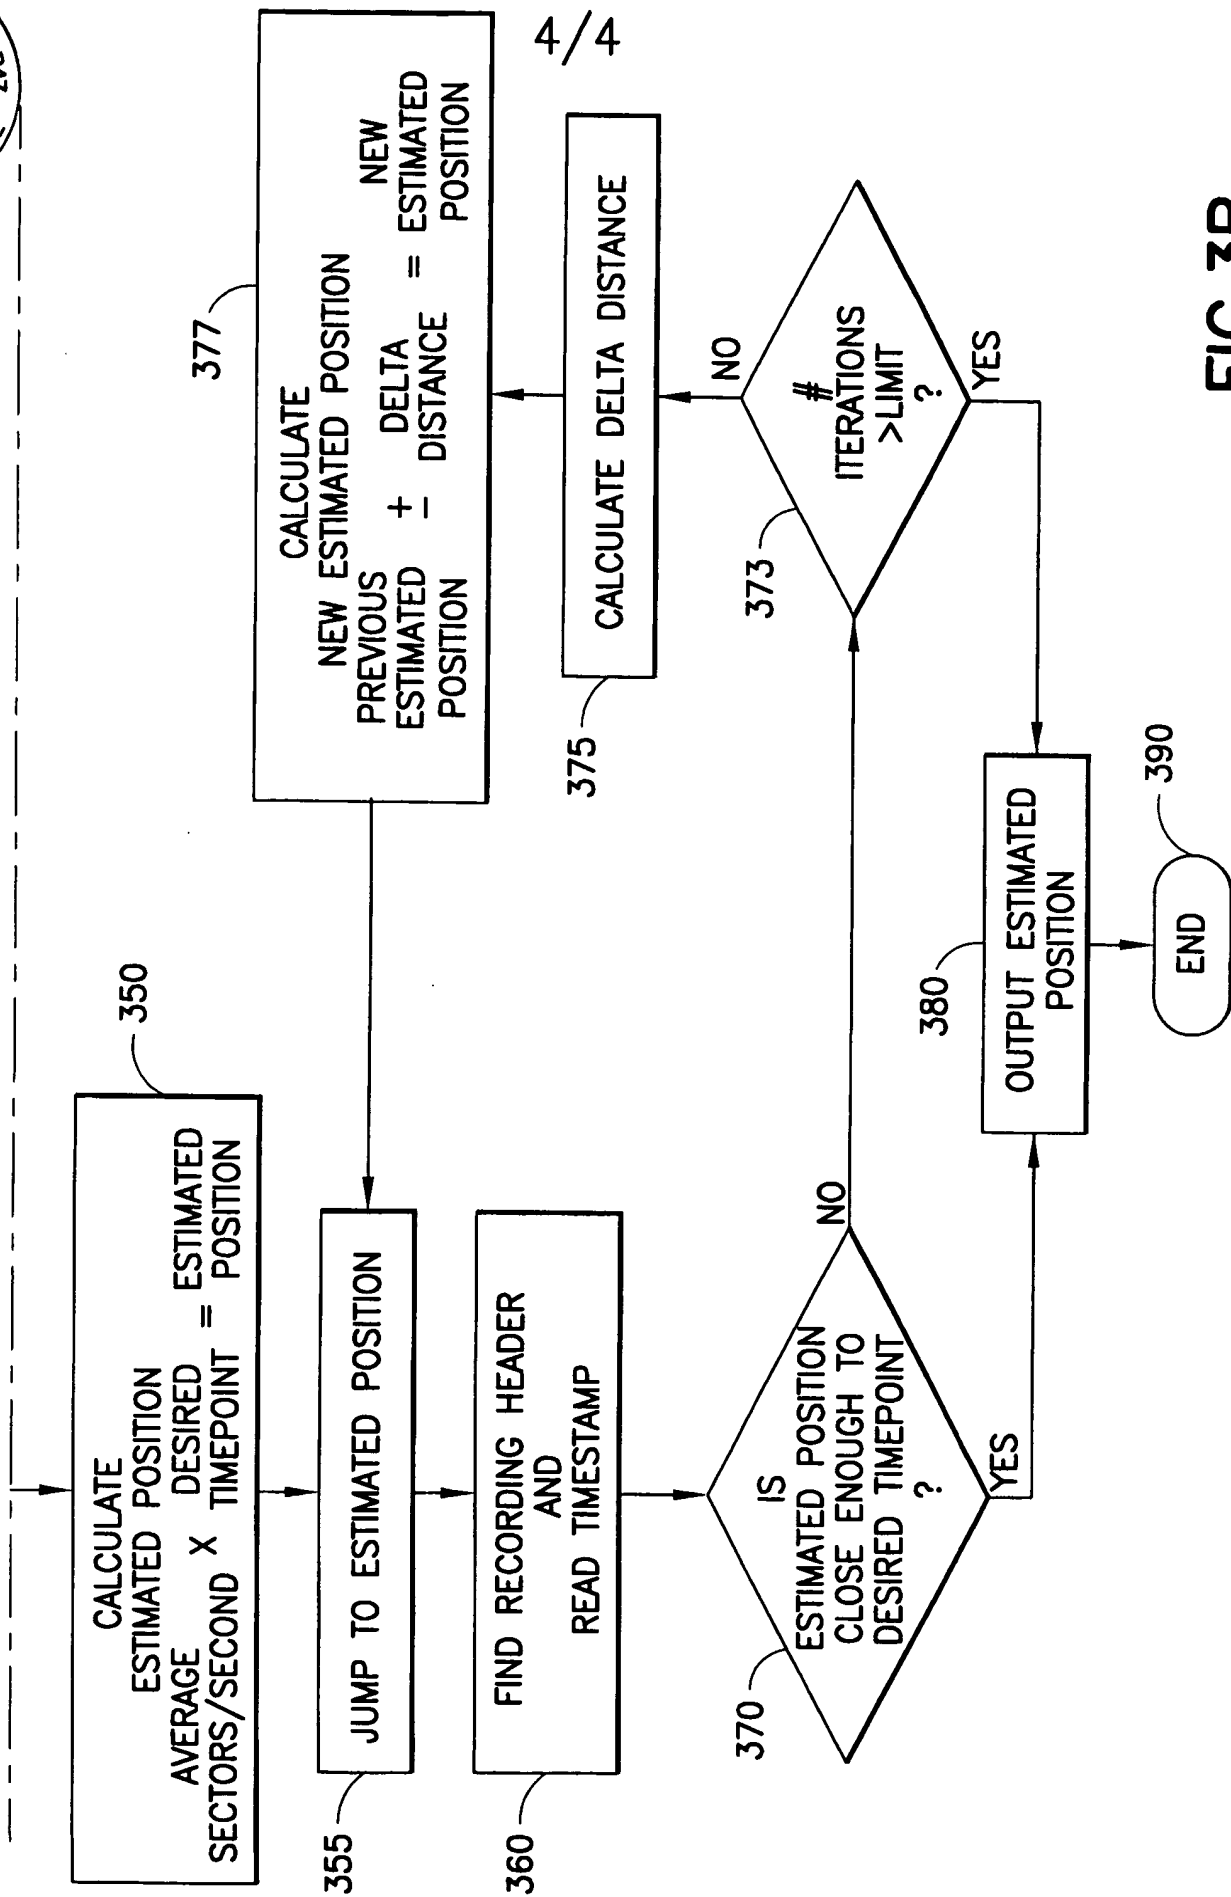 4/4
350
CALCULATE
ESTIMATED POSITION
AVERAGE DESIRED
SECTORS/SECOND X TIMEPOINT = ESTIMATED
POSITION
355
JUMP TO ESTIMATED POSITION
360
FIND RECORDING HEADER
AND
READ TIMESTAMP
370
IS
ESTIMATED POSITION
CLOSE ENOUGH TO
DESIRED TIMEPOINT
?
NO
YES
373
#
ITERATIONS
>LIMIT
?
NO
YES
375
CALCULATE DELTA DISTANCE
377
CALCULATE
NEW ESTIMATED POSITION
PREVIOUS NEW
ESTIMATED ± DELTA = ESTIMATED
POSITION DISTANCE POSITION
380
OUTPUT ESTIMATED
POSITION
390
END